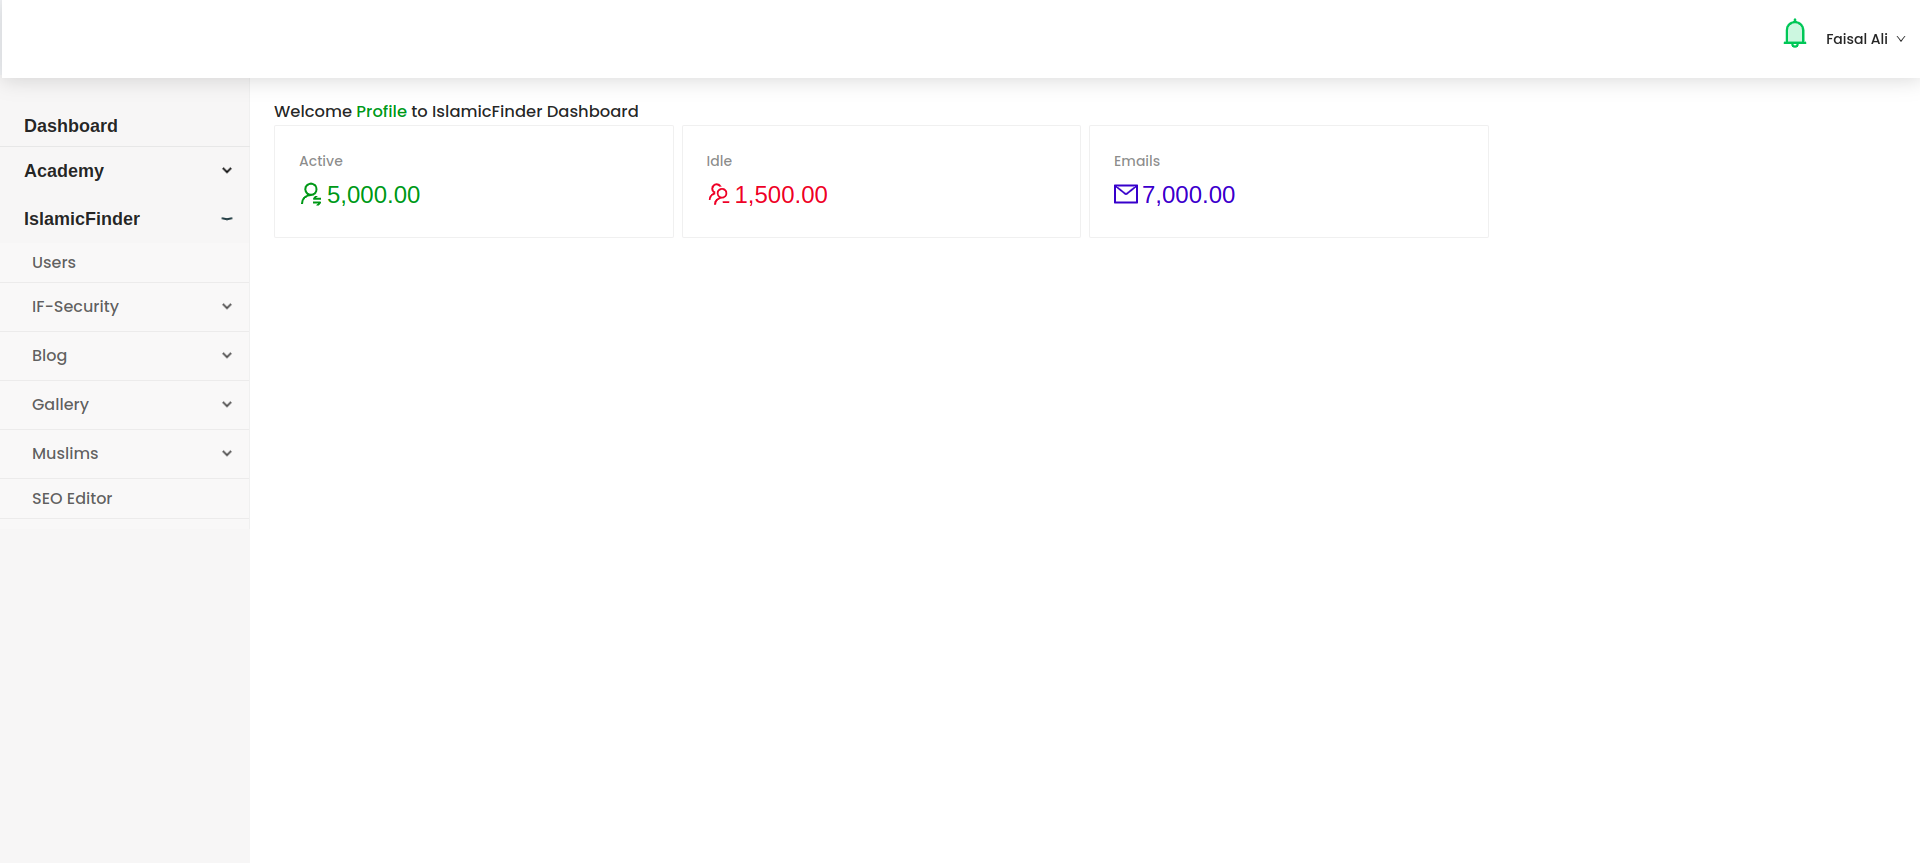 Faisal Ali
Dashboard
Academy
IslamicFinder
Users
IF-Security
Blog
Gallery
Muslims
SEO Editor
Welcome Profile to IslamicFinder Dashboard
Active
5,000.00
Idle
1,500.00
Emails
7,000.00